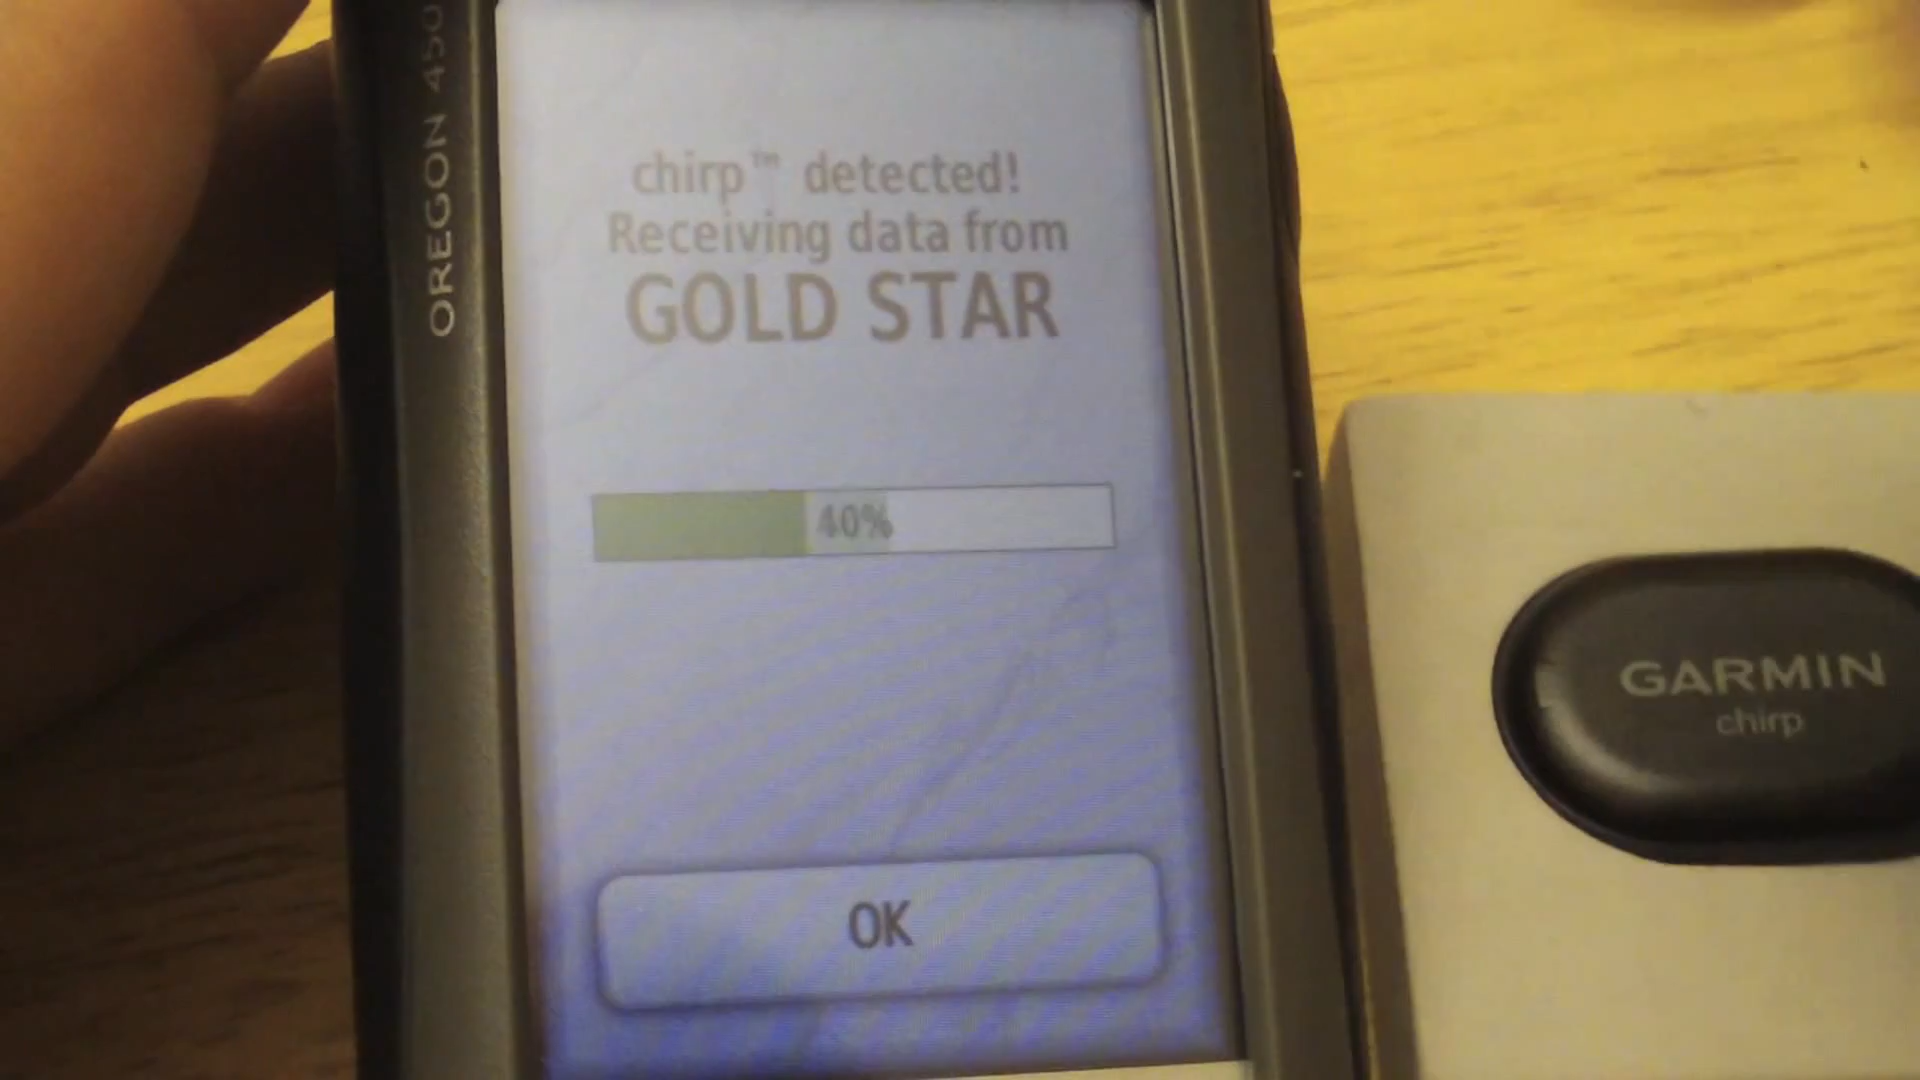 OREGON 450
chirp™ detected!
Receiving data from
GOLD STAR
40%
OK
GARMIN
chirp